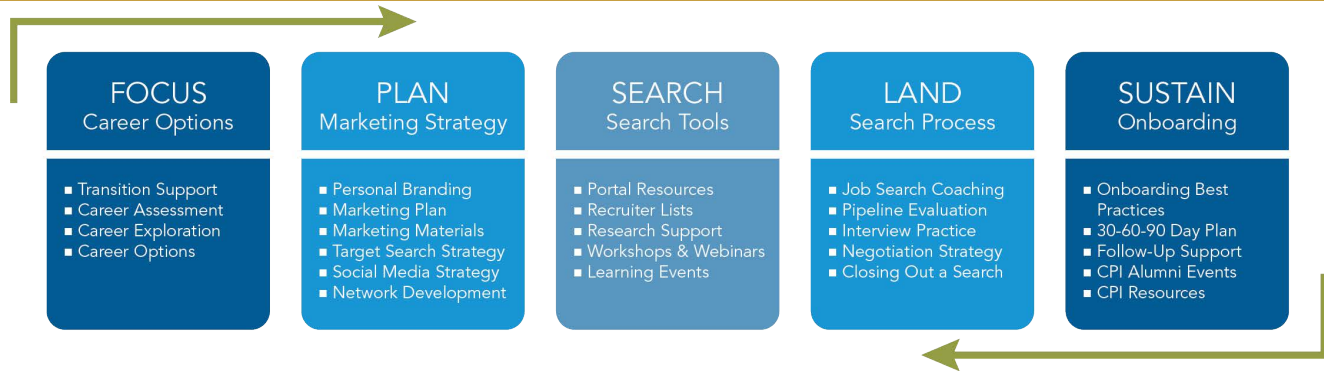 FOCUS
Career Options
■ Transition Support
■ Career Assessment
■ Career Exploration
■ Career Options
PLAN
Marketing Strategy
■ Personal Branding
■ Marketing Plan
■ Marketing Materials
■ Target Search Strategy
■ Social Media Strategy
■ Network Development
SEARCH
Search Tools
■ Portal Resources
■ Recruiter Lists
■ Research Support
■ Workshops & Webinars
■ Learning Events
LAND
Search Process
■ Job Search Coaching
■ Pipeline Evaluation
■ Interview Practice
■ Negotiation Strategy
■ Closing Out a Search
SUSTAIN
Onboarding
■ Onboarding Best
Practices
■ 30-60-90 Day Plan
■ Follow-Up Support
■ CPI Alumni Events
■ CPI Resources